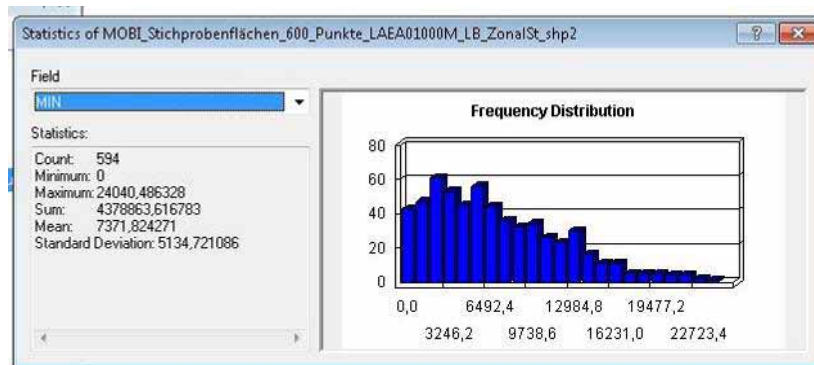 Statistics of MOBI_Stichprobenflächen_600_Punkte_LAEA01000M_LB_ZonalSt_shp2
Field
MIN
Statistics:
Count: 594
Minimum: 0
Maximum: 24040,486328
Sum: 4378863,616783
Mean: 7371,824271
Standard Deviation: 5134,721086
Frequency Distribution
80
60
40
20
0
0,0 6492,4 12984,8 19477,2
3246,2 9738,6 16231,0 22723,4